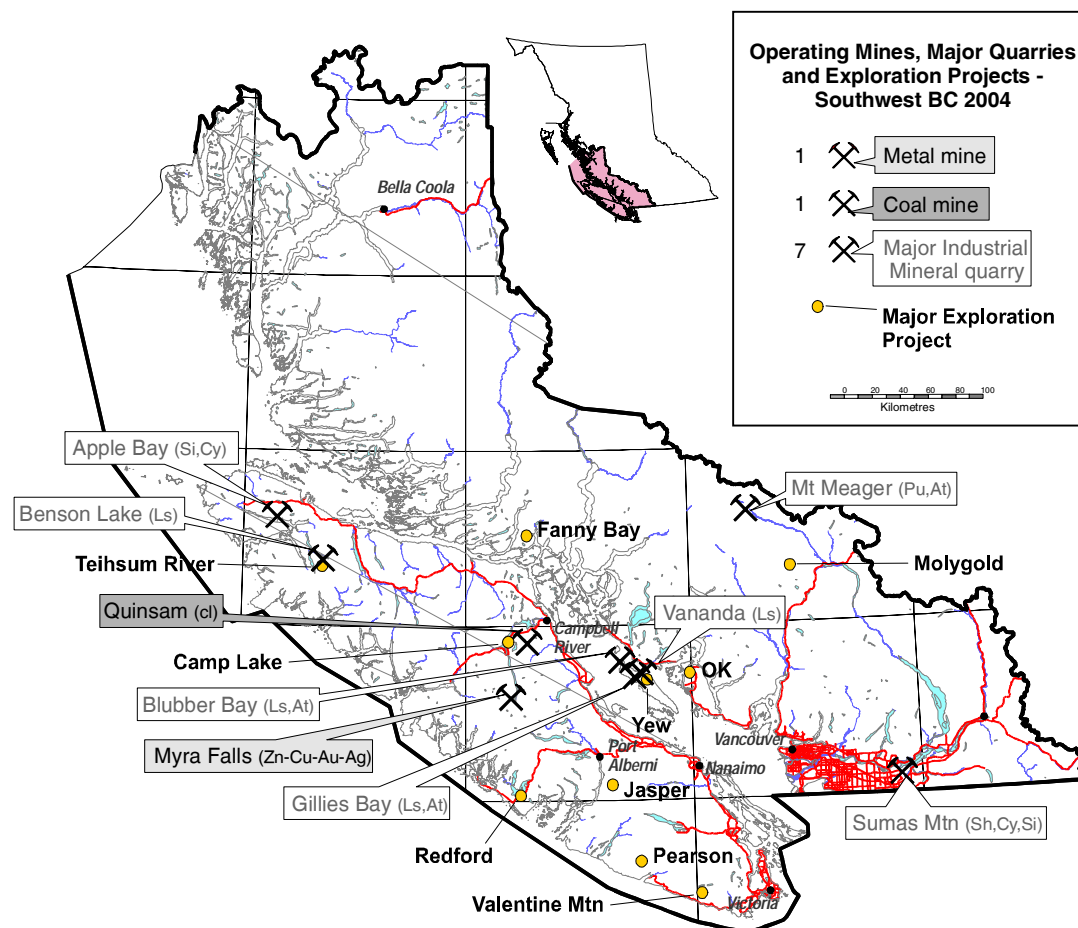 Operating Mines, Major Quarries
and Exploration Projects -
Southwest BC 2004
1 Metal mine
1 Coal mine
7 Major Industrial
Mineral quarry
Major Exploration
Project
0 20 40 60 80 100
Kilometres
Bella Coola
Apple Bay (Si,Cy)
Mt Meager (Pu,At)
Benson Lake (Ls)
Fanny Bay
Teihsum River
Molygold
Quinsam (cl)
Vananda (Ls)
Campbell
River
Camp Lake
OK
Blubber Bay (Ls,At)
Yew
Myra Falls (Zn-Cu-Au-Ag)
Vancouver
Port
Alberni
Nanaimo
Jasper
Gillies Bay (Ls,At)
Sumas Mtn (Sh,Cy,Si)
Redford
Pearson
Valentine Mtn
Victoria